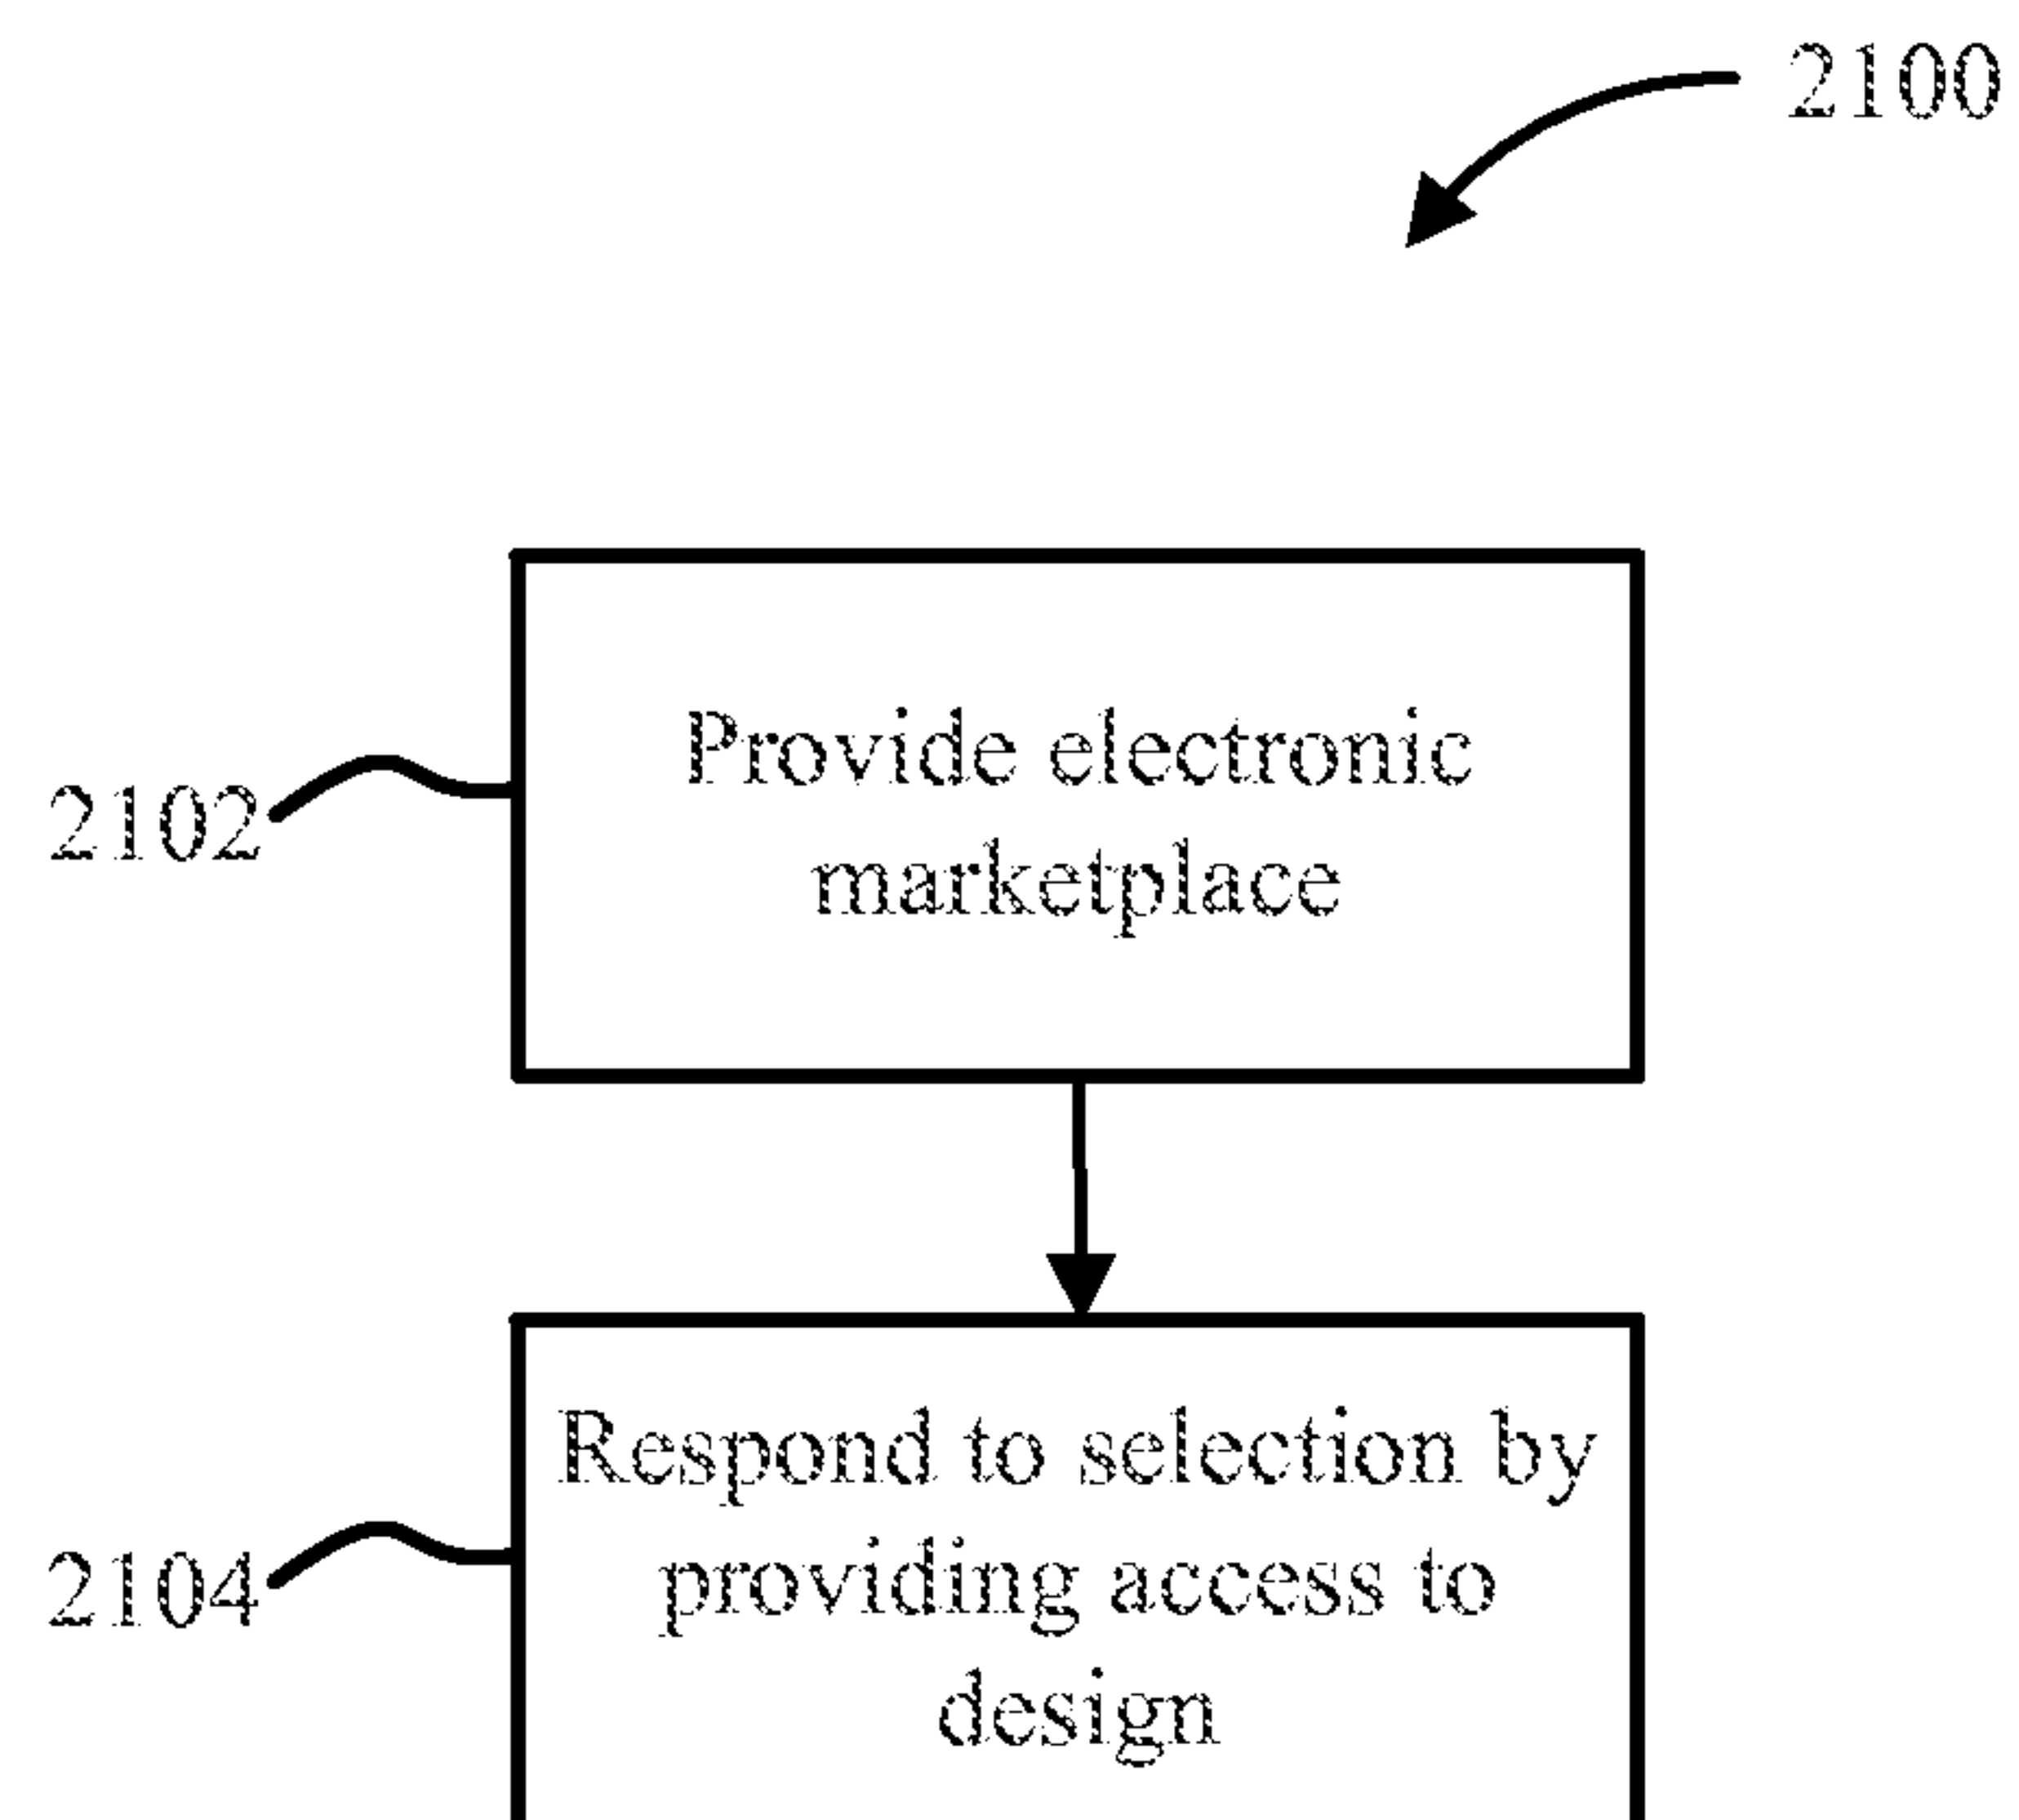 2100
Provide electronic
marketplace
2102
Respond to selection by
providing access to
design
2104